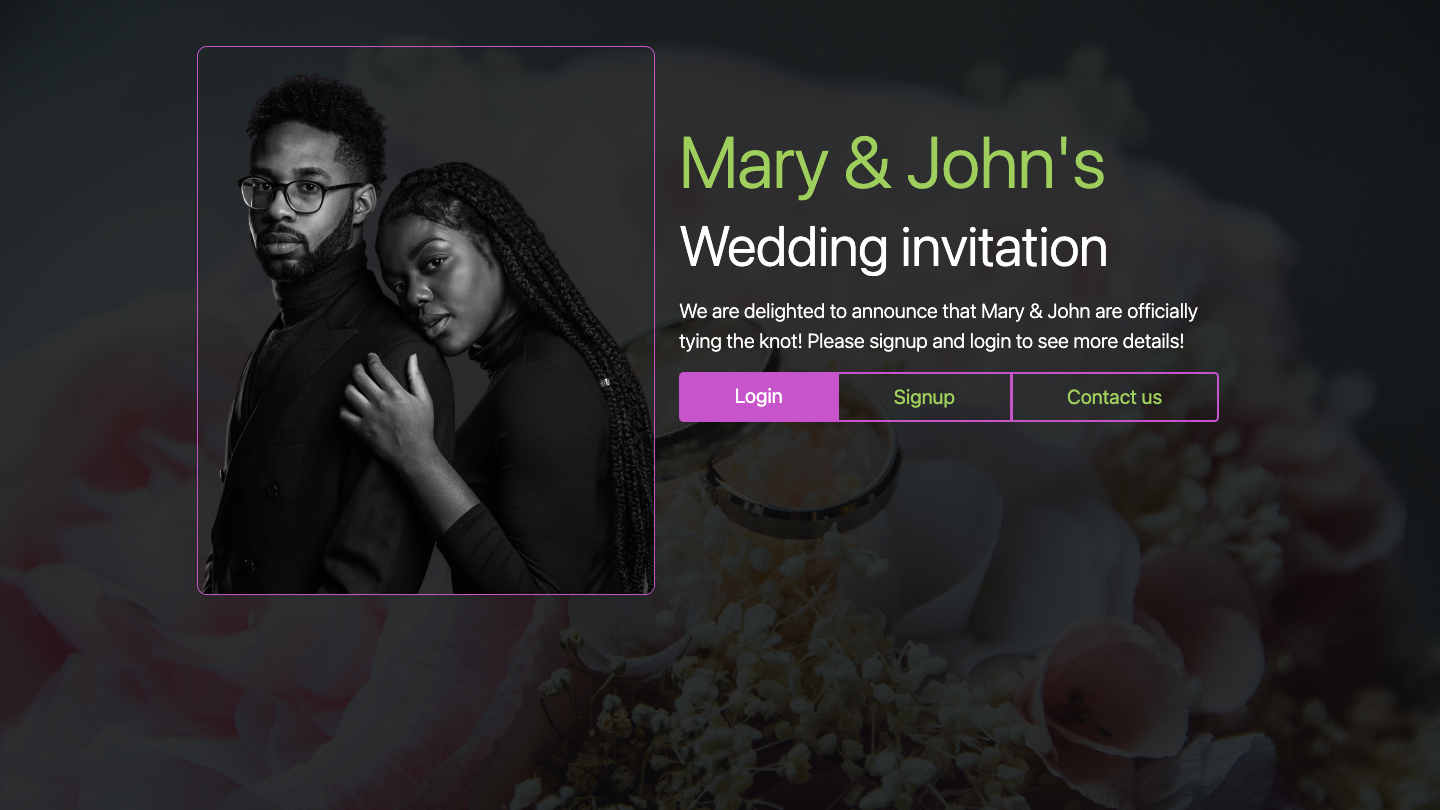 Mary & John's
Wedding invitation
We are delighted to announce that Mary & John are officially
tying the knot! Please signup and login to see more details!
Login
Signup
Contact us